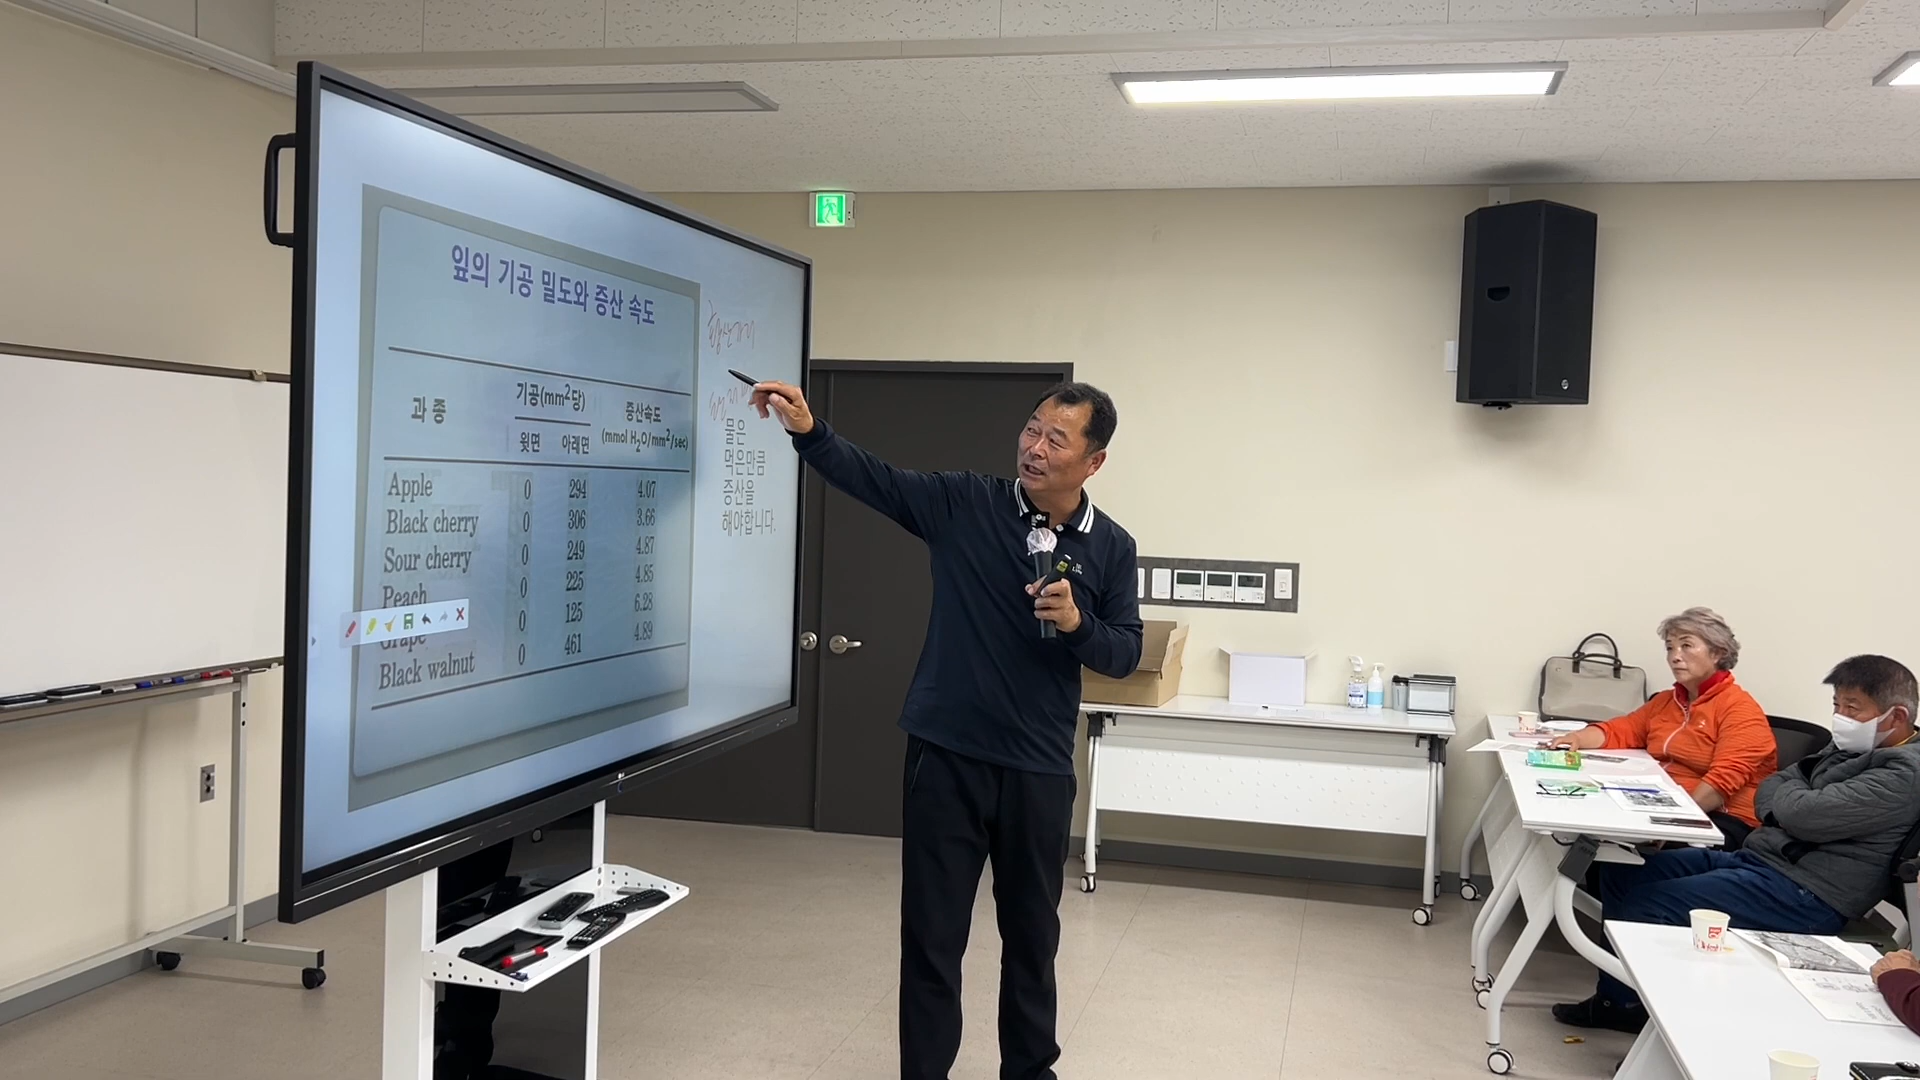 잎의 기공 밀도와 증산 속도
과 종
기공(mm2당)
증산속도
(mmol H2O/mm2/sec)
윗면 아래면
Apple 0 294 4.07
Black cherry 0 306 3.66
Sour cherry 0 249 4.87
Peach 0 225 4.85
Grape 0 125 6.28
Black walnut 0 461 4.89
물은
먹은만큼
증산을
해야합니다.